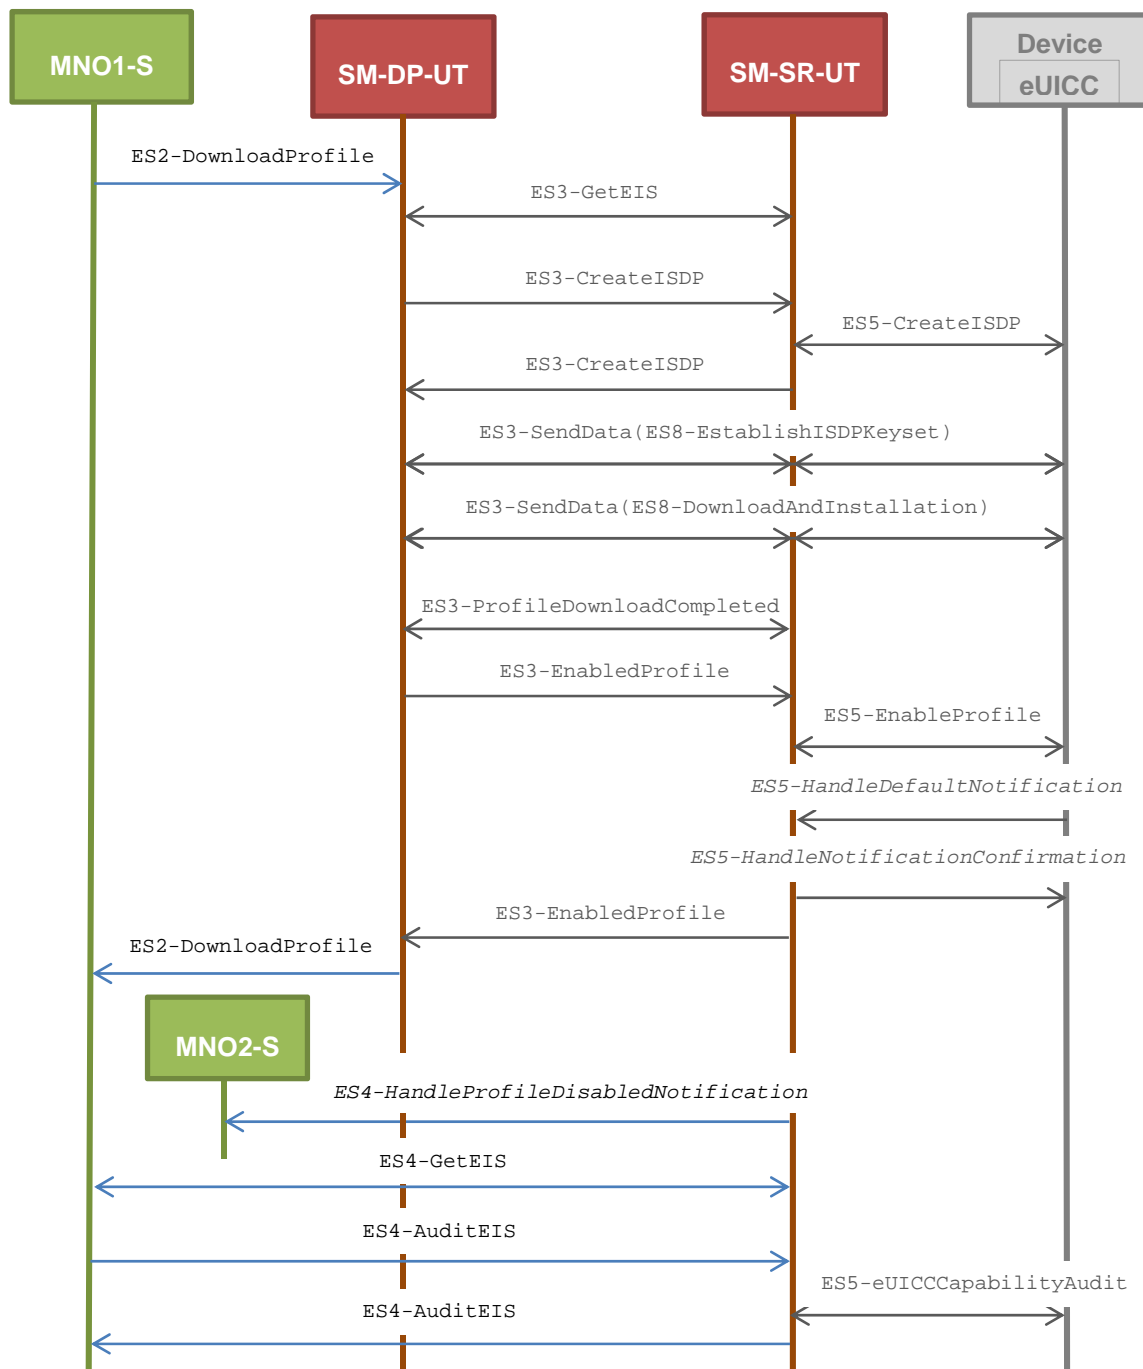 MNO1-S
SM-DP-UT
SM-SR-UT
Device
eUICC
ES2-DownloadProfile
ES3-GetEIS
ES3-CreateISDP
ES5-CreateISDP
ES3-CreateISDP
ES3-SendData(ES8-EstablishISDPKeyset)
ES3-SendData(ES8-DownloadAndInstallation)
ES3-ProfileDownloadCompleted
ES3-EnabledProfile
ES5-EnableProfile
ES5-HandleDefaultNotification
ES5-HandleNotificationConfirmation
ES3-EnabledProfile
ES2-DownloadProfile
MNO2-S
ES4-HandleProfileDisabledNotification
ES4-GetEIS
ES4-AuditEIS
ES5-eUICCCapabilityAudit
ES4-AuditEIS